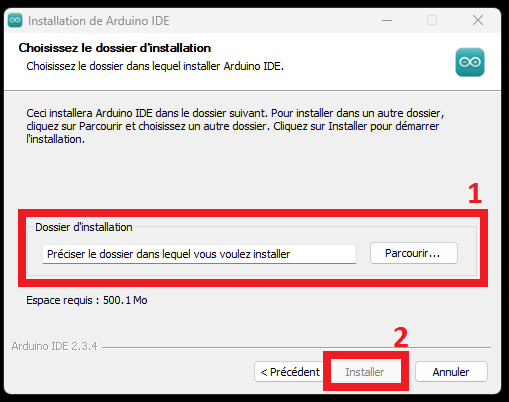 Installation de Arduino IDE
Choisissez le dossier d'installation
Choisissez le dossier dans lequel installer Arduino IDE.
Ceci installera Arduino IDE dans le dossier suivant. Pour installer dans un autre dossier,
cliquez sur Parcourir et choisissez un autre dossier. Cliquez sur Installer pour démarrer
l'installation.
1
Dossier d'installation
Préciser le dossier dans lequel vous voulez installer
Parcourir...
Espace requis : 500.1 Mo
2
Arduino IDE 2.3.4
< Précédent
Installer
Annuler